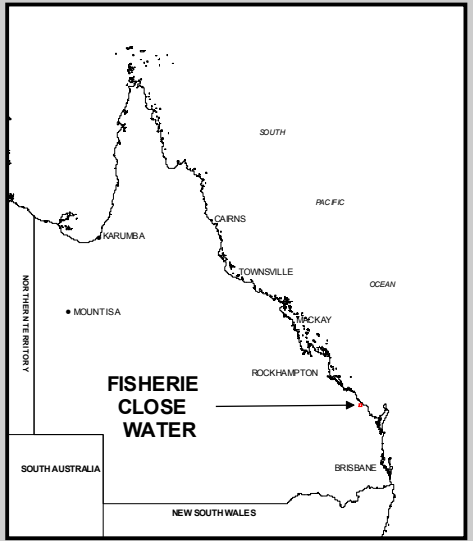 SOUTH
PACIFIC
OCEAN
CAIRNS
KARUMBA
TOWNSVILLE
NORTHERN TERRITORY
MOUNT ISA
MACKAY
ROCKHAMPTON
FISHERIE
CLOSE
WATER
BRISBANE
SOUTH AUSTRALIA
NEW SOUTH WALES